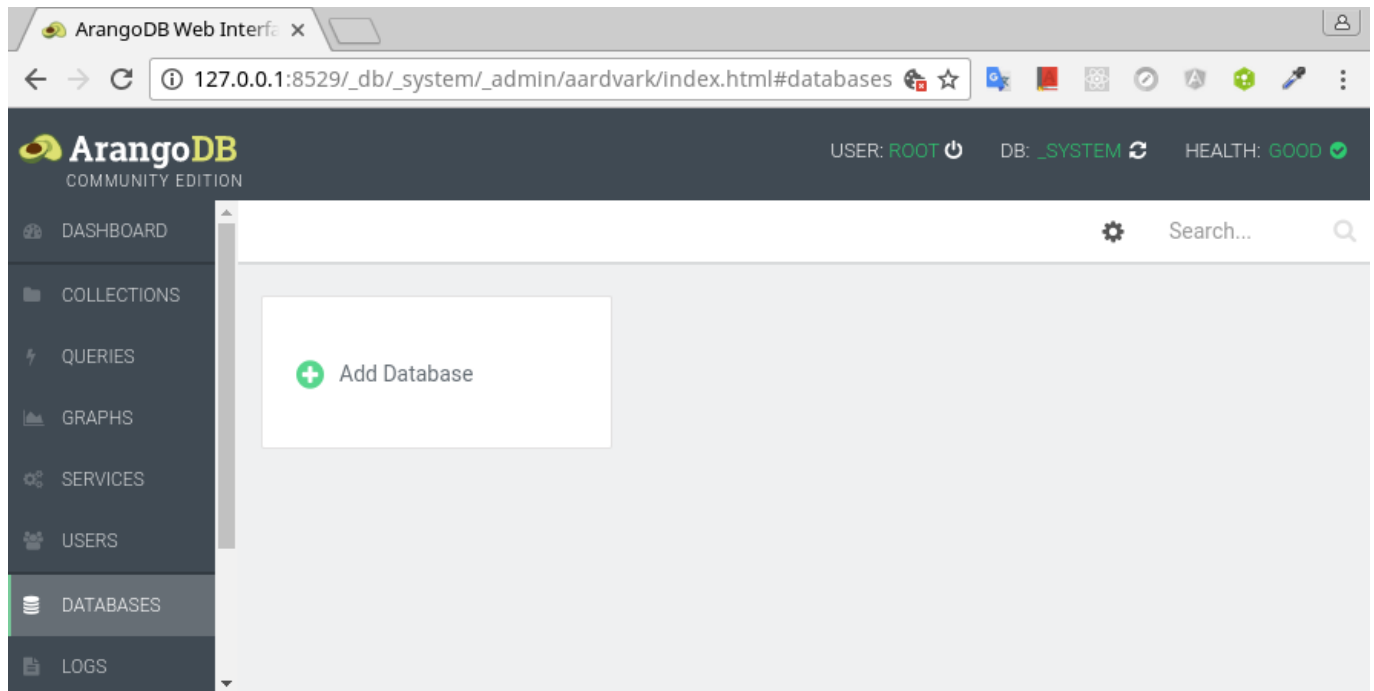 ArangoDB Web Interfa
127.0.0.1:8529/_db/_system/_admin/aardvark/index.html#databases
ArangoDB
COMMUNITY EDITION
USER: ROOT DB: _SYSTEM HEALTH: GOOD
DASHBOARD
Search...
COLLECTIONS
QUERIES
Add Database
GRAPHS
SERVICES
USERS
DATABASES
LOGS